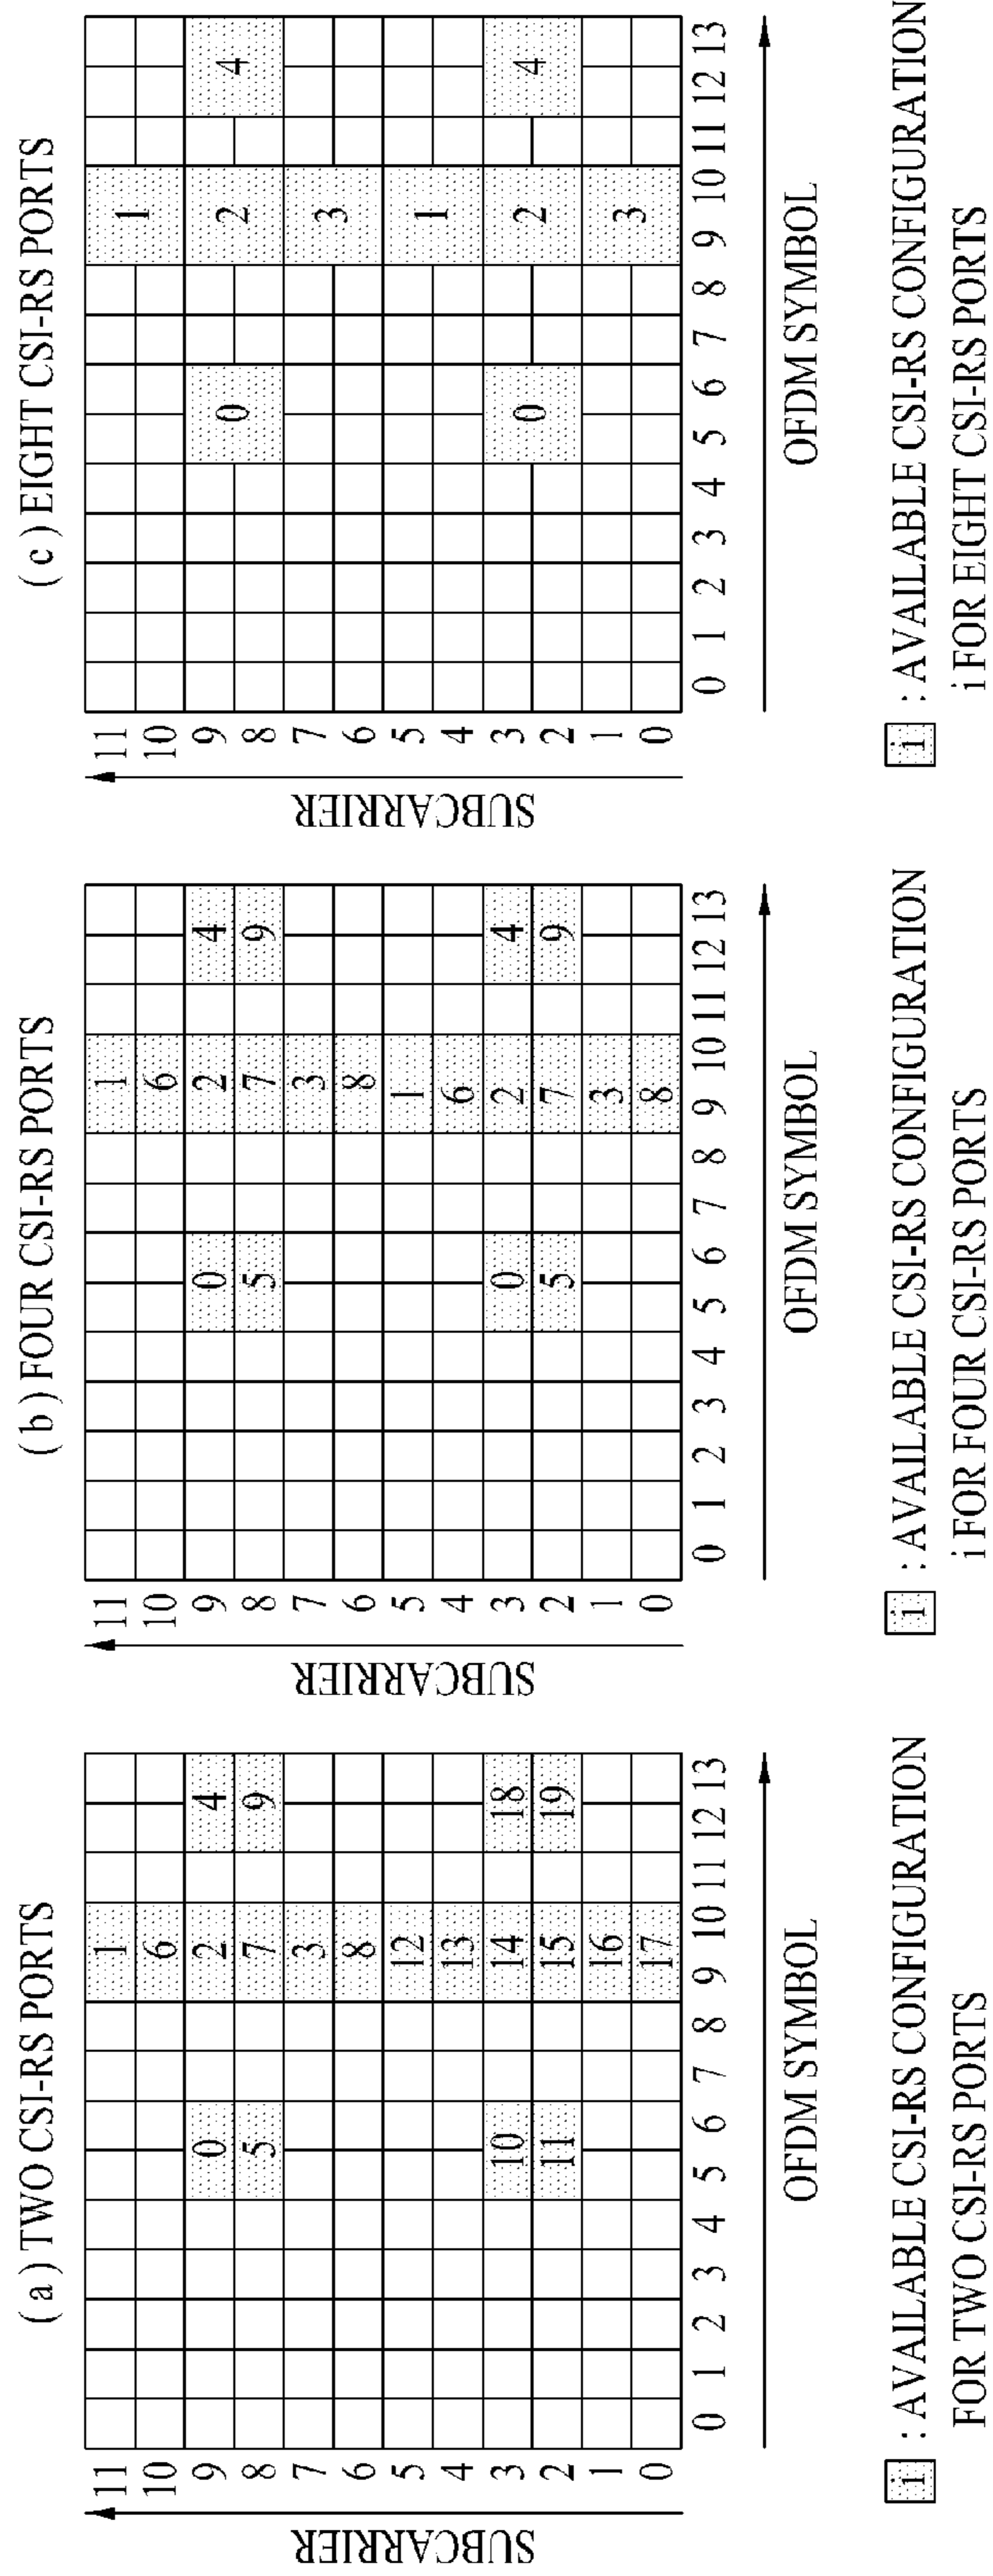 (a) TWO CSI-RS PORTS
SUBCARRIER
11
10
9
8
7
6
5
4
3
2
1
0
1
6
0 2 4
5 7 9
3
8
12
13
10 14 18
11 15 19
16
17
0 1 2 3 4 5 6 7 8 9 10 11 12 13
OFDM SYMBOL
i : AVAILABLE CSI-RS CONFIGURATION
FOR TWO CSI-RS PORTS
(b) FOUR CSI-RS PORTS
SUBCARRIER
11
10
9
8
7
6
5
4
3
2
1
0
1
6
0 2 4
5 7 9
3
8
1
6
0 2 4
5 7 9
3
8
0 1 2 3 4 5 6 7 8 9 10 11 12 13
OFDM SYMBOL
i : AVAILABLE CSI-RS CONFIGURATION
i FOR FOUR CSI-RS PORTS
(c) EIGHT CSI-RS PORTS
SUBCARRIER
11
10
9
8
7
6
5
4
3
2
1
0
1
0 2 4
3
1
0 2 4
3
0 1 2 3 4 5 6 7 8 9 10 11 12 13
OFDM SYMBOL
i : AVAILABLE CSI-RS CONFIGURATION
i FOR EIGHT CSI-RS PORTS